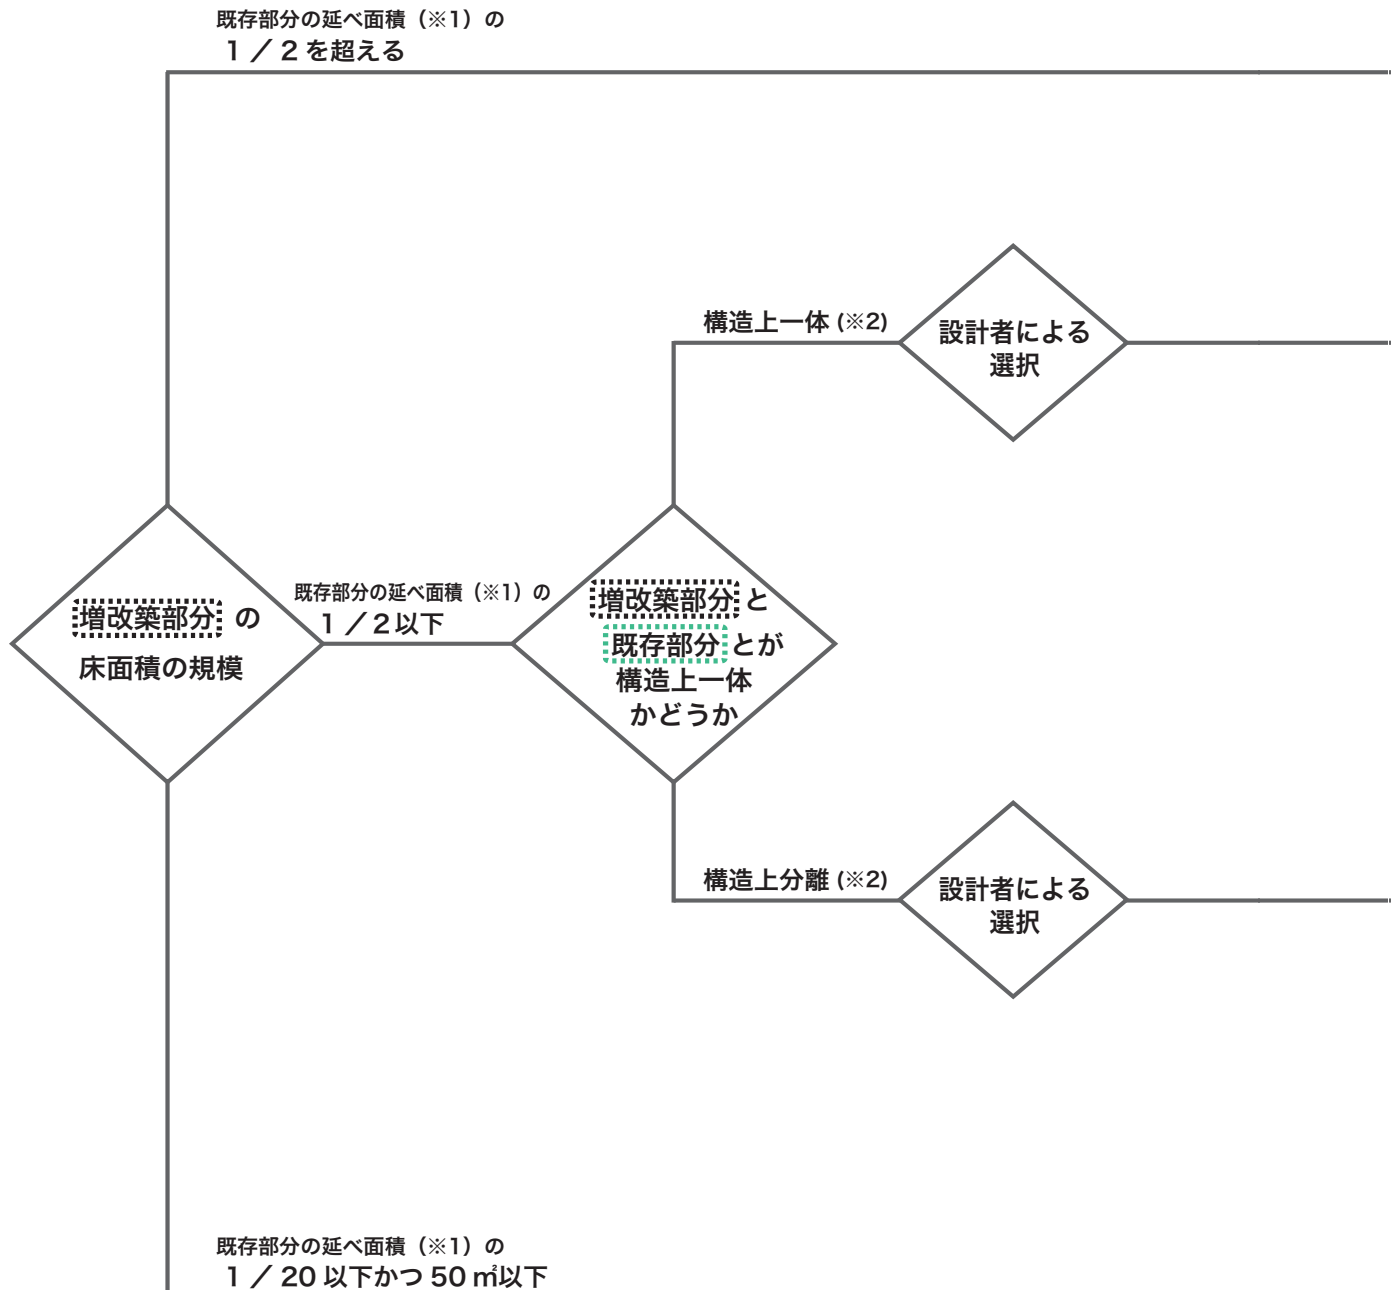 既存部分の延べ面積（※1）の
1／2を超える
構造上一体 (※2)
設計者による
選択
増改築部分 の
床面積の規模
既存部分の延べ面積（※1）の
1／2以下
増改築部分 と
既存部分 とが
構造上一体
かどうか
構造上分離 (※2)
設計者による
選択
既存部分の延べ面積（※1）の
1／20以下かつ50㎡以下